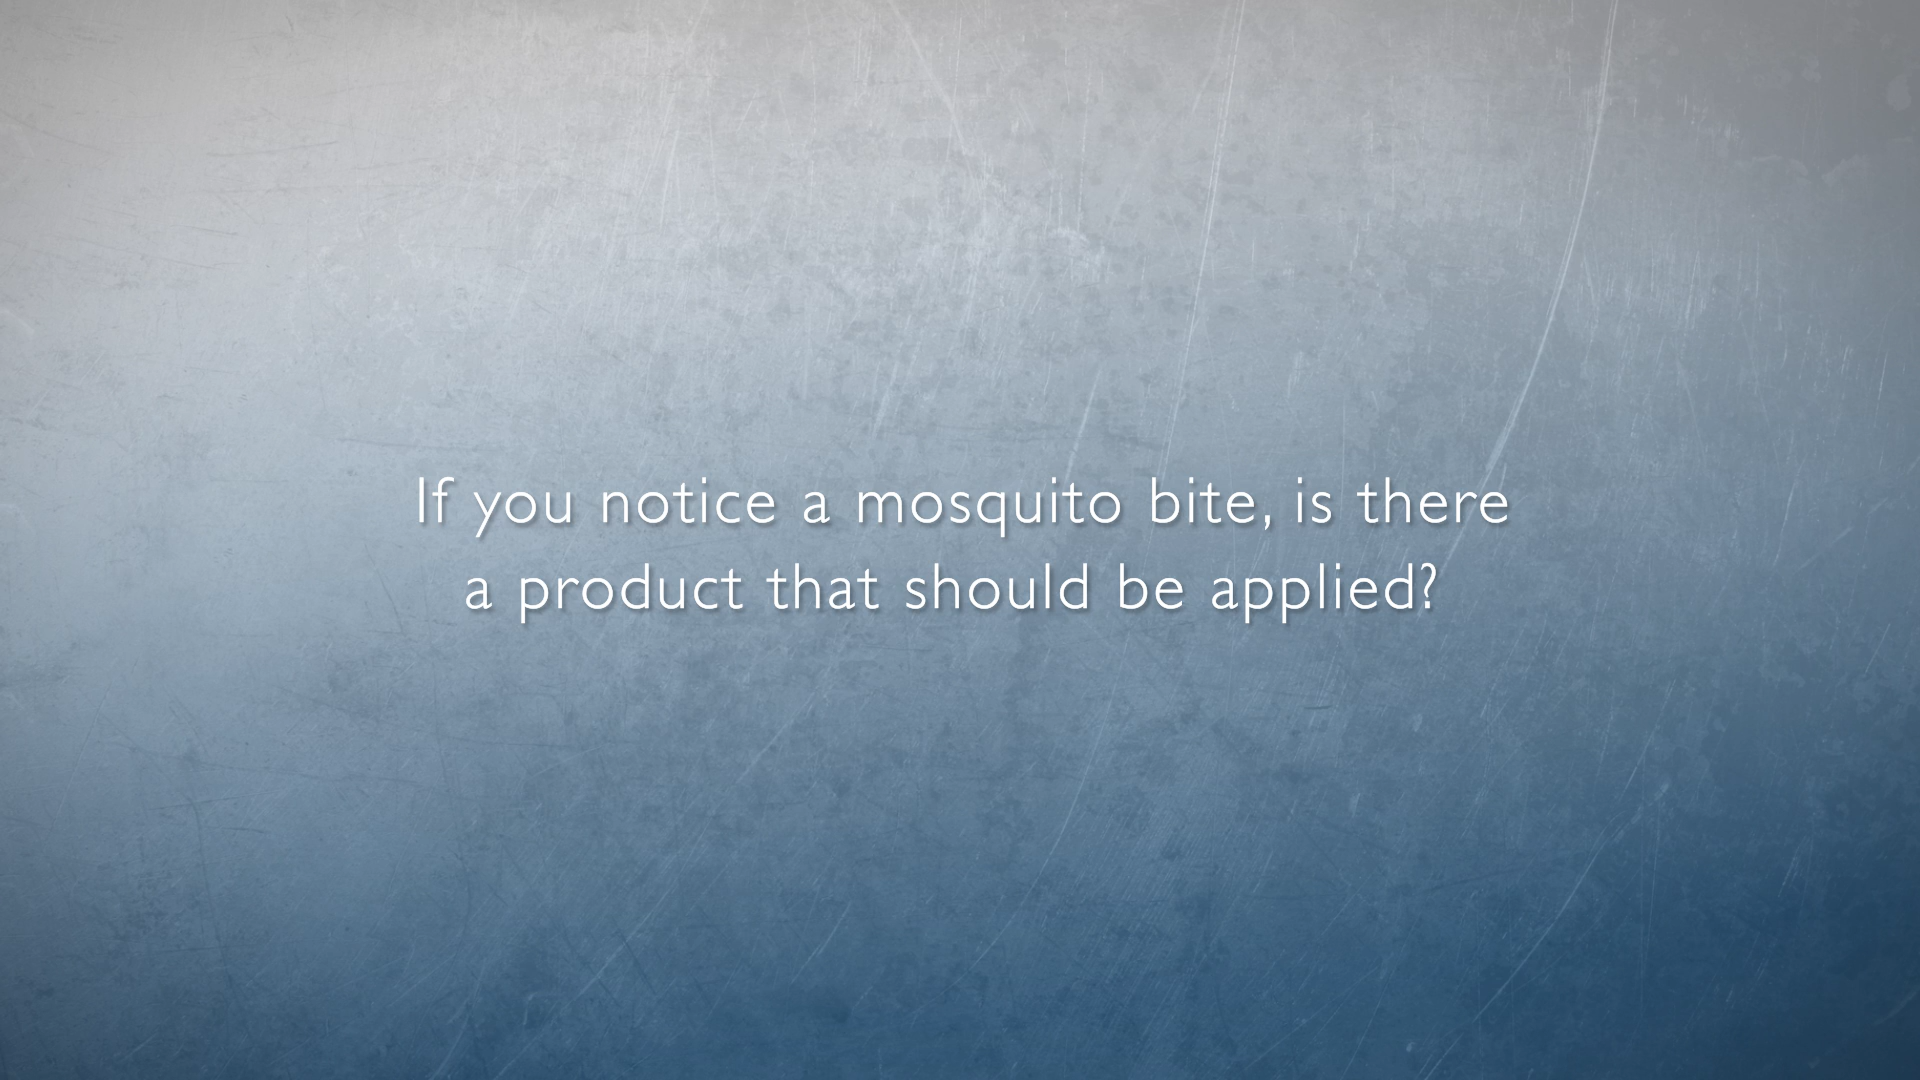 If you notice a mosquito bite, is there
a product that should be applied?